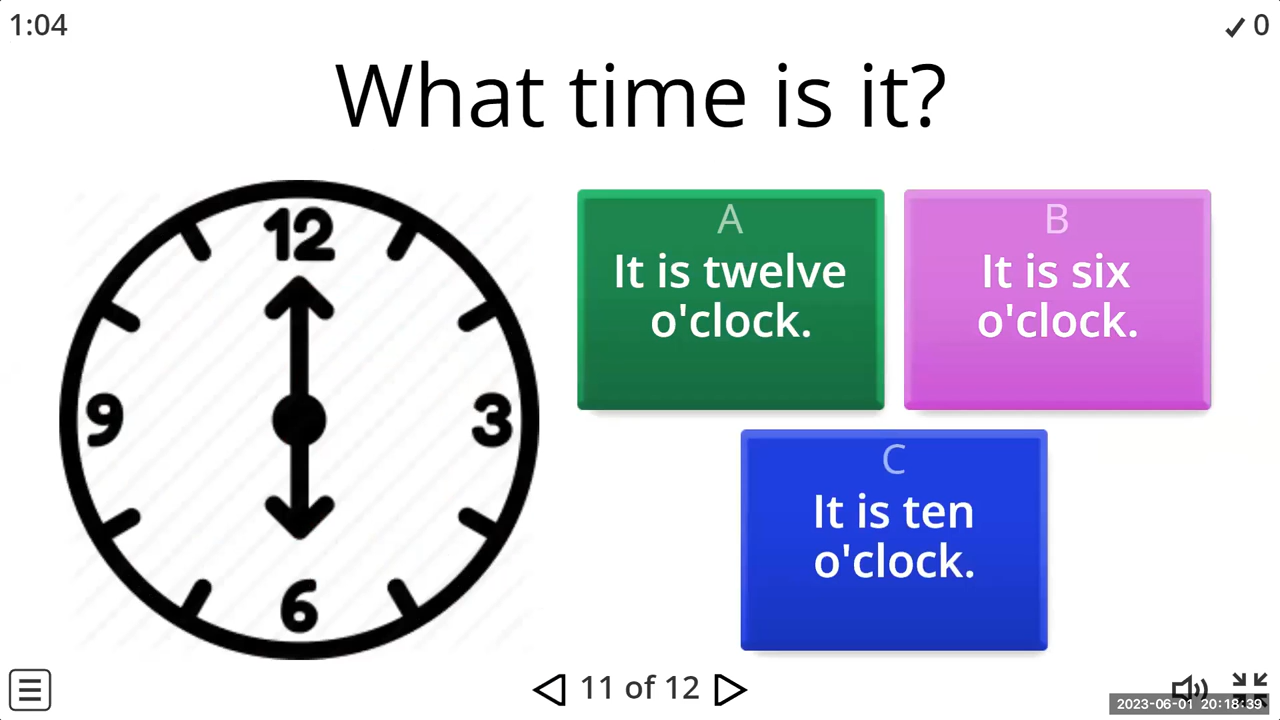 1:04
✓ 0
What time is it?
12
9
3
6
A
It is twelve
o'clock.
B
It is six
o'clock.
C
It is ten
o'clock.
11 of 12
2023-06-01 20:18:39